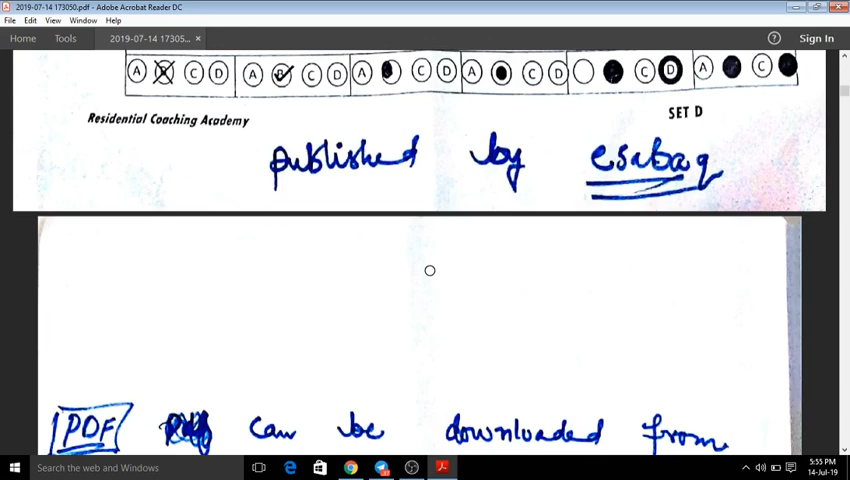 2019-07-14 173050.pdf - Adobe Acrobat Reader DC
File Edit View Window Help
Home Tools 2019-07-14 17305... × ? Sign In
A B C D A B C D A C D A C D C D A C
Residential Coaching Academy SET D
published by esabaq
PDF can be downloaded from
Search the web and Windows 5:55 PM
14-Jul-19